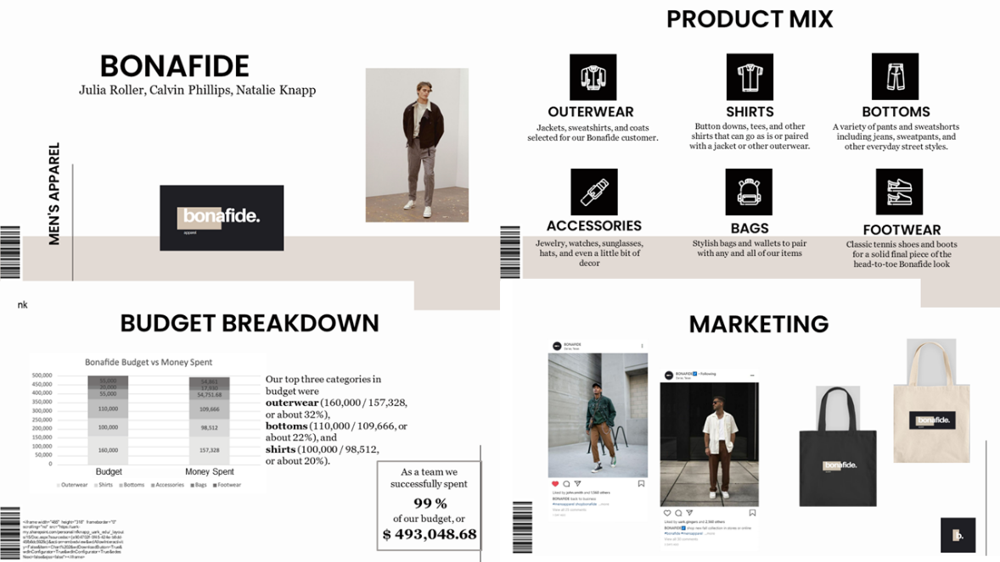 BONAFIDE
Julia Roller, Calvin Phillips, Natalie Knapp
MEN'S APPAREL
bonafide.
apparel
PRODUCT MIX
OUTERWEAR
Jackets, sweatshirts, and coats
selected for our Bonafide customer.
SHIRTS
Button downs, tees, and other
shirts that can go as is or paired
with a jacket or other outerwear.
BOTTOMS
A variety of pants and sweatshorts
including jeans, sweatpants, and
other everyday street styles.
ACCESSORIES
Jewelry, watches, sunglasses,
hats, and even a little bit of
decor
BAGS
Stylish bags and wallets to pair
with any and all of our items
FOOTWEAR
Classic tennis shoes and boots
for a solid final piece of the
head-to-toe Bonafide look
nk
BUDGET BREAKDOWN
Bonafide Budget vs Money Spent
500,000
450,000
400,000
350,000
300,000
250,000
200,000
150,000
100,000
50,000
0
55,000
20,000
55,000
110,000
100,000
160,000
54,861
17,930
54,751.68
109,666
98,512
157,328
Budget
Money Spent
Outerwear
Shirts
Bottoms
Accessories
Bags
Footwear
Our top three categories in
budget were
outerwear (160,000 / 157,328,
or about 32%),
bottoms (110,000 / 109,666, or
about 22%), and
shirts (100,000 / 98,512,
or about 20%).
As a team we
successfully spent
99 %
of our budget, or
$ 493,048.68
MARKETING
BONAFIDE
BONAFIDE
Following
Liked by johnsmith and 1,568 others
BONAFIDE back to business
bonafide.
bonafide.
b.